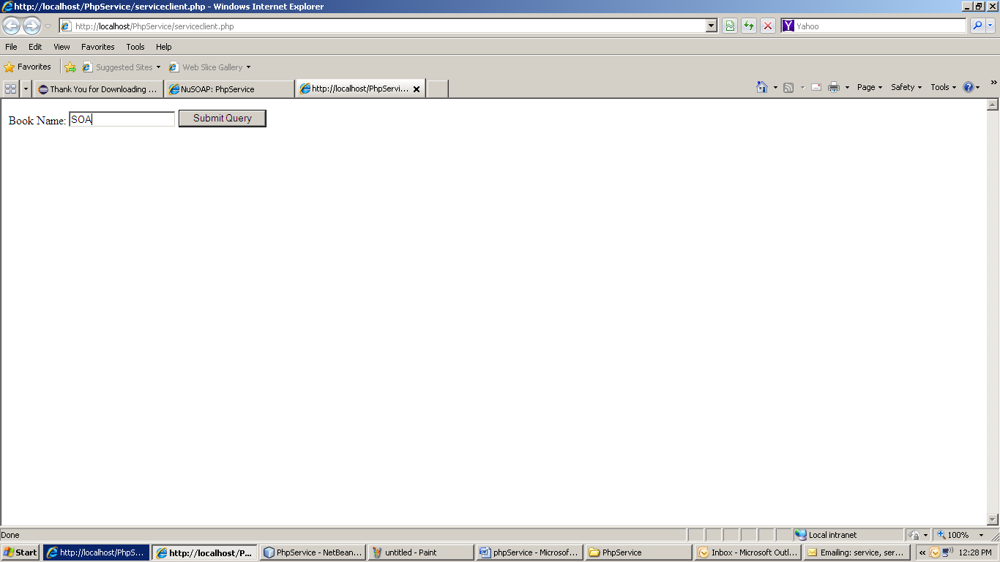 http://localhost/PhpService/serviceclient.php - Windows Internet Explorer
http://localhost/PhpService/serviceclient.php
Yahoo
File Edit View Favorites Tools Help
Favorites Suggested Sites Web Slice Gallery
Thank You for Downloading ... NuSOAP: PhpService http://localhost/PhpServi... Page Safety Tools
Book Name: SOA Submit Query
Done Local intranet 100%
Start http://localhost/PhpS... http://localhost/P... PhpService - NetBean... untitled - Paint phpService - Microsof... PhpService Inbox - Microsoft Outl... Emailing: service, ser... 12:28 PM